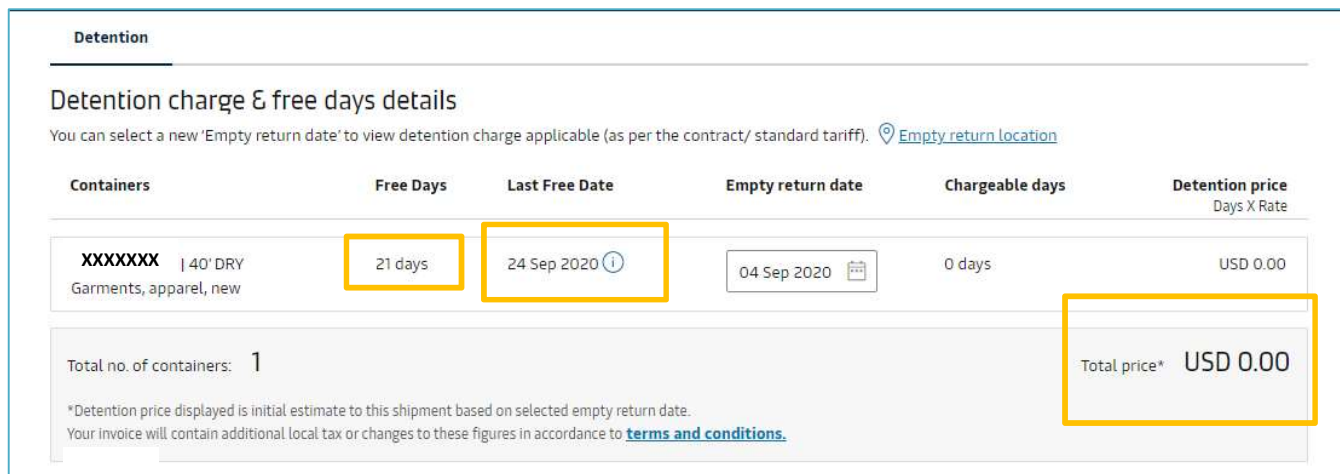 Detention
Detention charge & free days details
You can select a new 'Empty return date' to view detention charge applicable (as per the contract/ standard tariff). Empty return location
Containers Free Days Last Free Date Empty return date Chargeable days Detention price
Days X Rate
XXXXXXX | 40' DRY 21 days 24 Sep 2020 04 Sep 2020 0 days USD 0.00
Garments, apparel, new
Total no. of containers: 1 Total price* USD 0.00
*Detention price displayed is initial estimate to this shipment based on selected empty return date.
Your invoice will contain additional local tax or changes to these figures in accordance to terms and conditions.